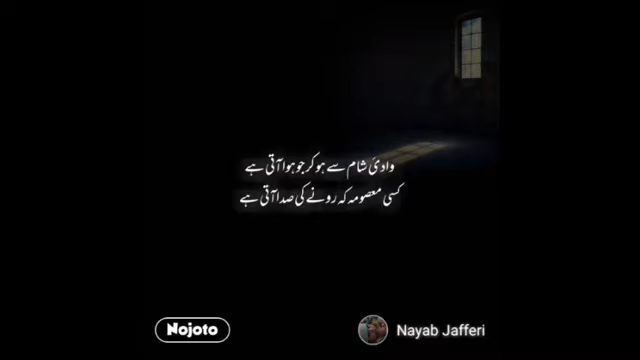 وادیٔ شام سے ہو کر جو ہوا آتی ہے
کسی معصومہ کہ رونے کی صدا آتی ہے
Nojoto
Nayab Jafferi